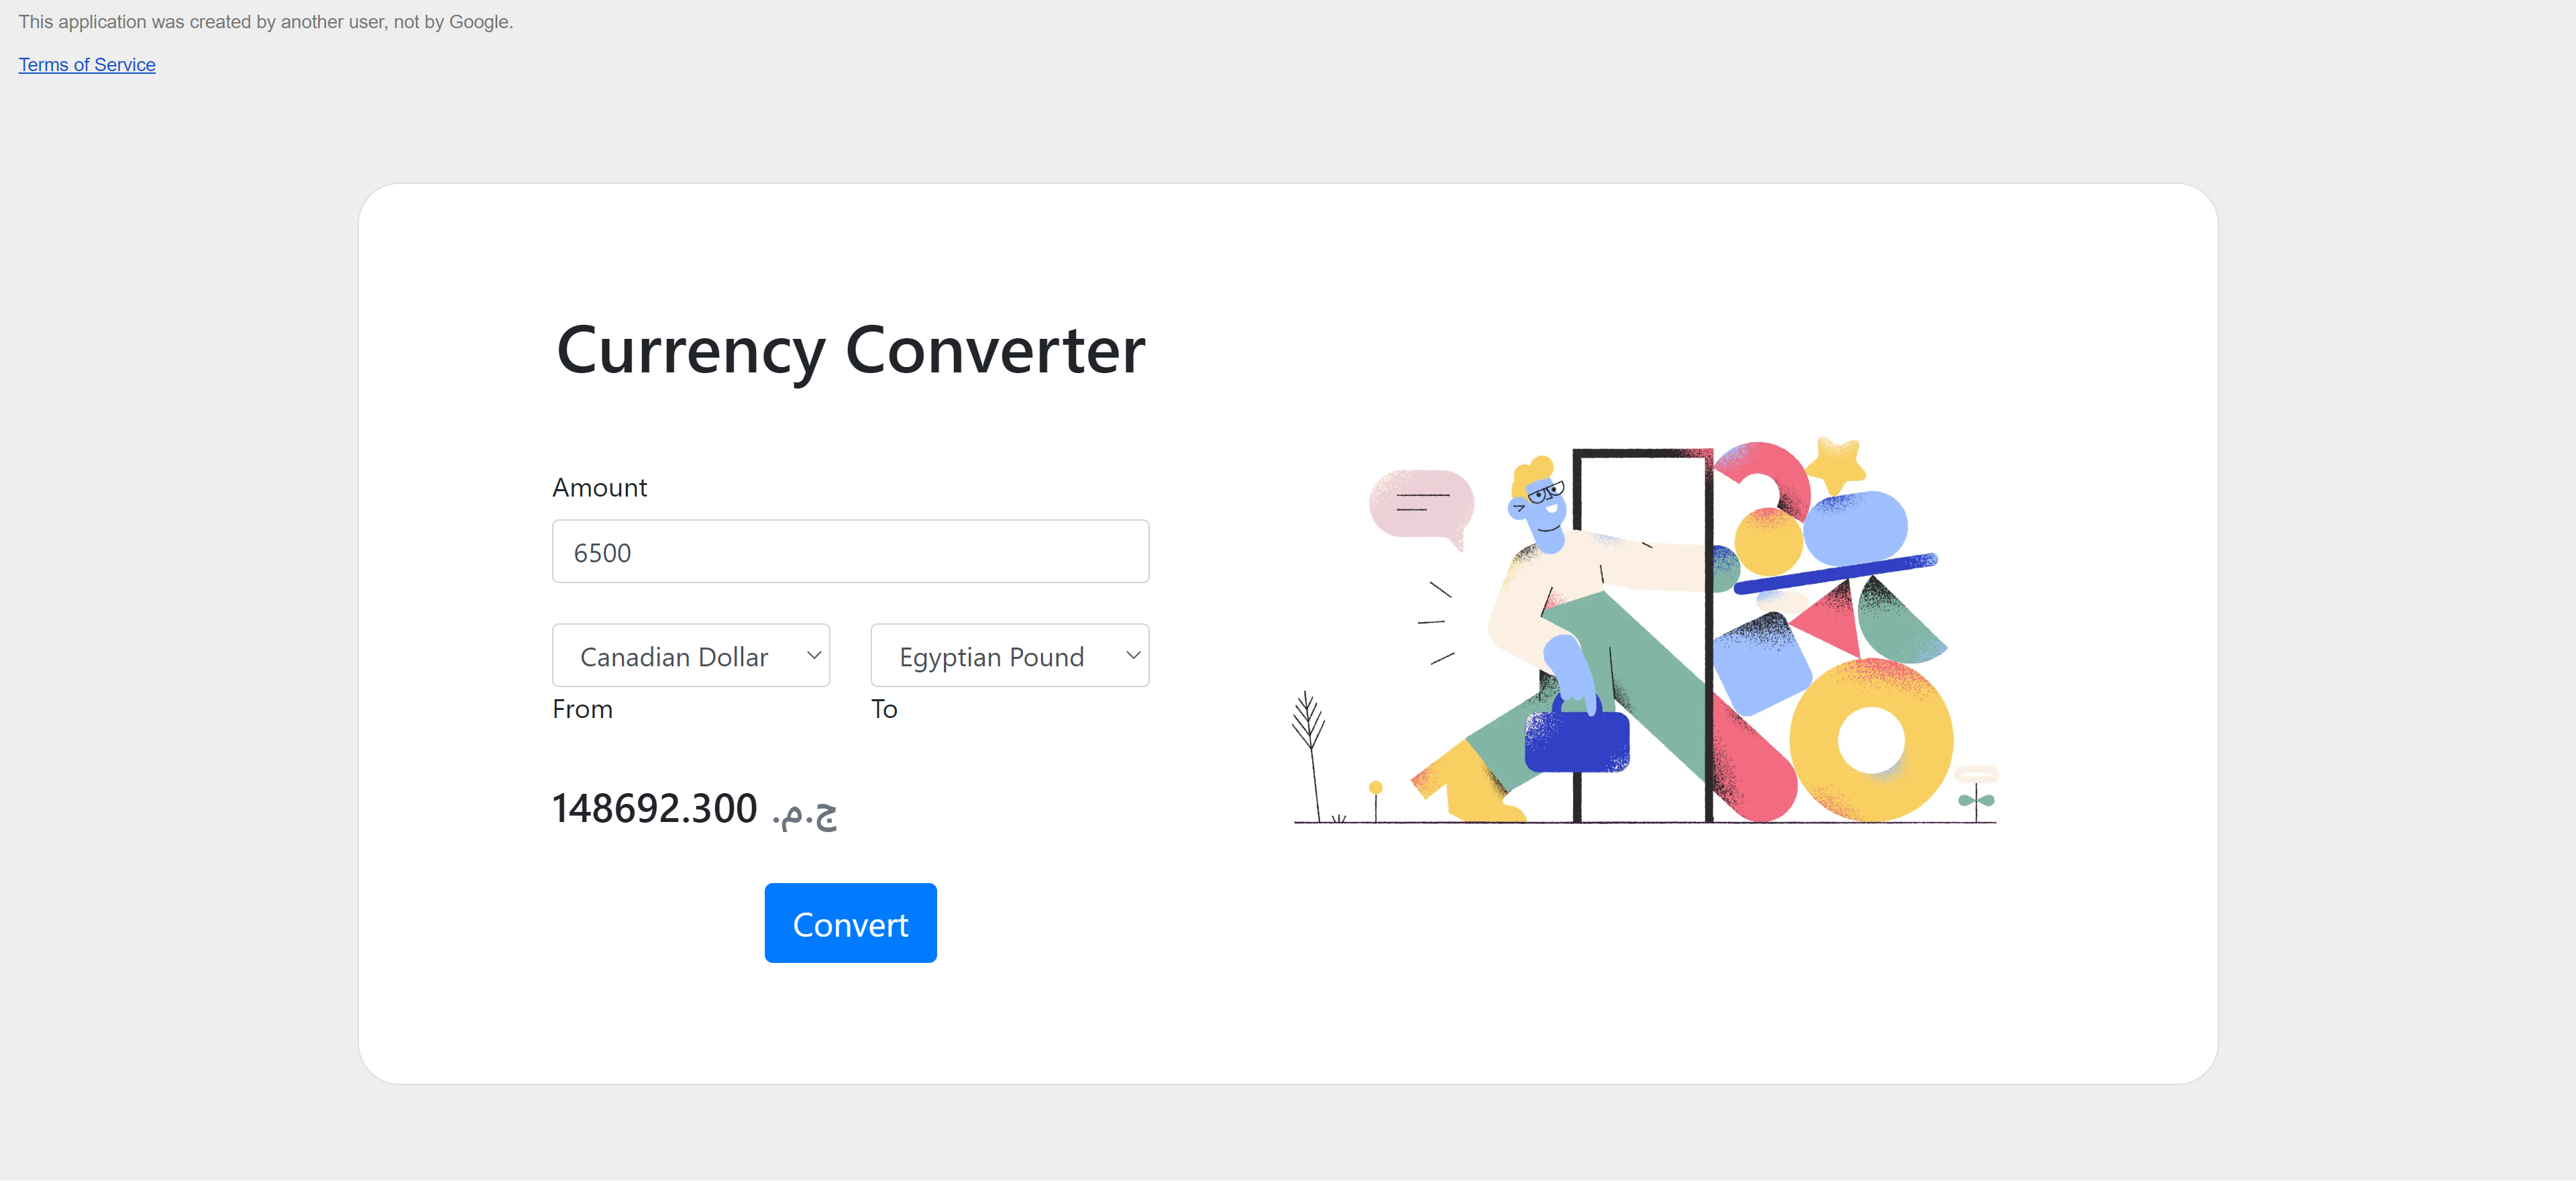 This application was created by another user, not by Google.
Terms of Service
Currency Converter
Amount
6500
Canadian Dollar
Egyptian Pound
From
To
148692.300 ج.م.
Convert